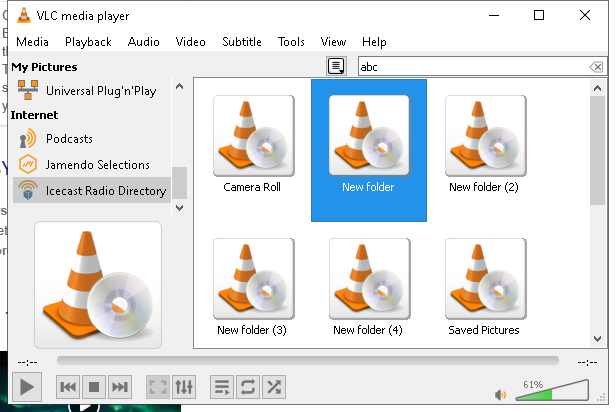 VLC media player
Media Playback Audio Video Subtitle Tools View Help
My Pictures
abc
Universal Plug'n'Play
Internet
Podcasts
Jamendo Selections
Icecast Radio Directory
Camera Roll New folder New folder (2)
New folder (3) New folder (4) Saved Pictures
--:-- --:--
61%